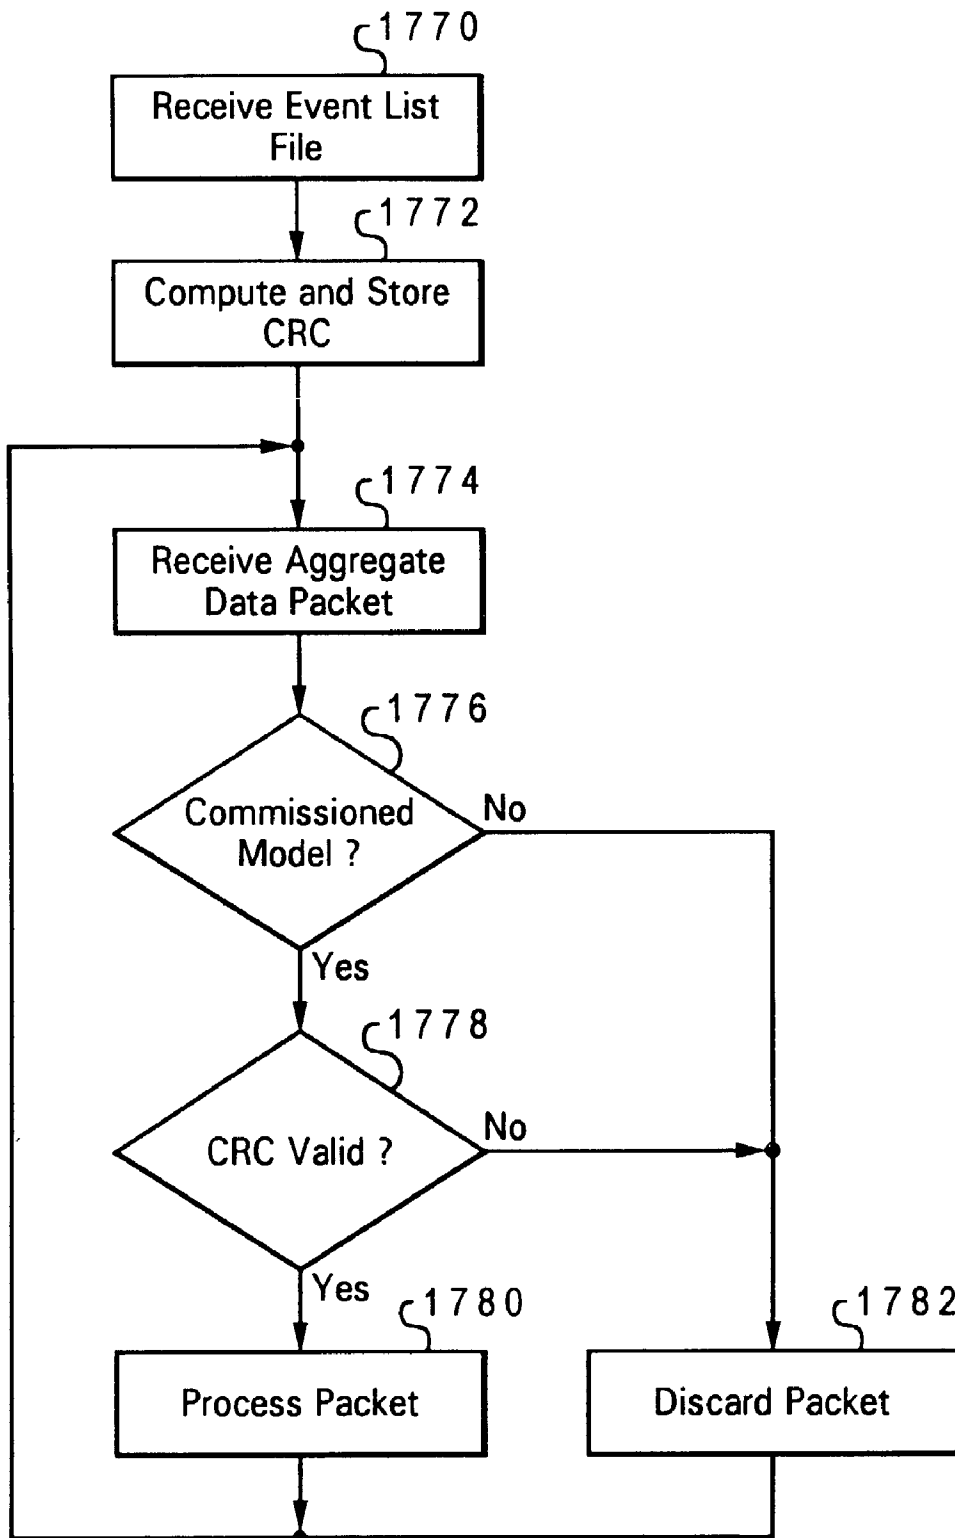 1770
Receive Event List
File
1772
Compute and Store
CRC
1774
Receive Aggregate
Data Packet
1776
Commissioned
Model ?
No
Yes
1778
CRC Valid ?
No
Yes
1780
Process Packet
1782
Discard Packet